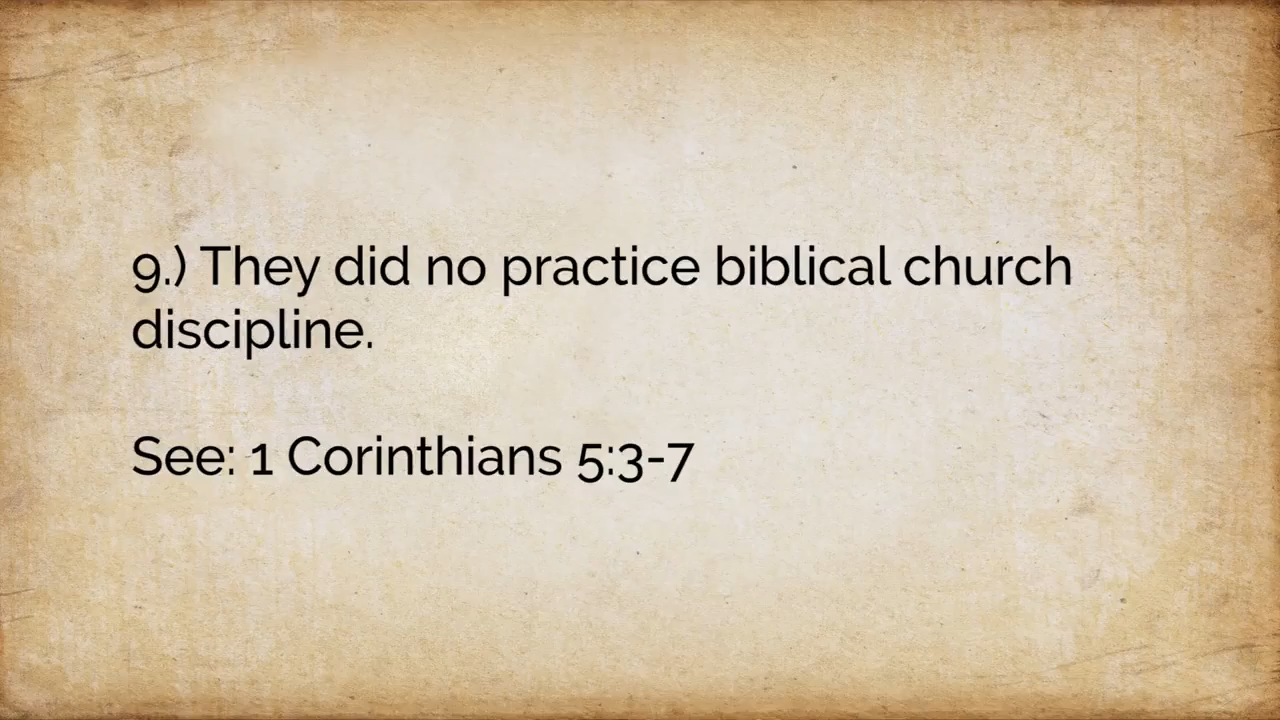 9.) They did no practice biblical church
discipline.
See: 1 Corinthians 5:3-7